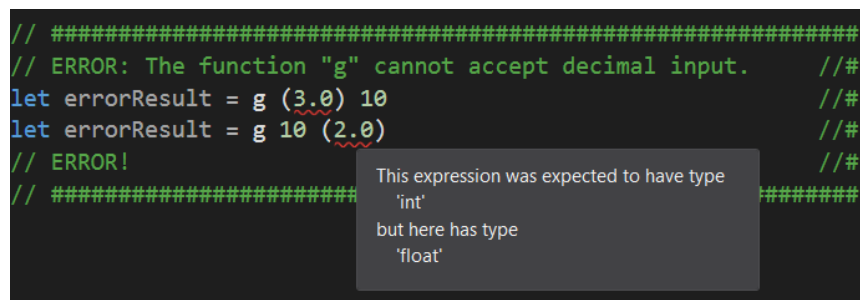 // ############################################################
// ERROR: The function "g" cannot accept decimal input. //#
let errorResult = g (3.0) 10 //#
let errorResult = g 10 (2.0) //#
// ERROR! //#
// ############################################################
This expression was expected to have type
'int'
but here has type
'float'